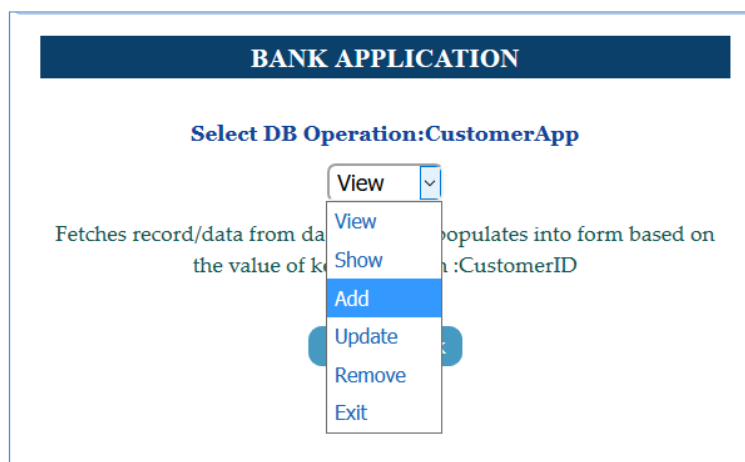 BANK APPLICATION
Select DB Operation:CustomerApp
View
View
Fetches record/data from da populates into form based on
Show
the value of :CustomerID
Add
Update
Remove
Exit